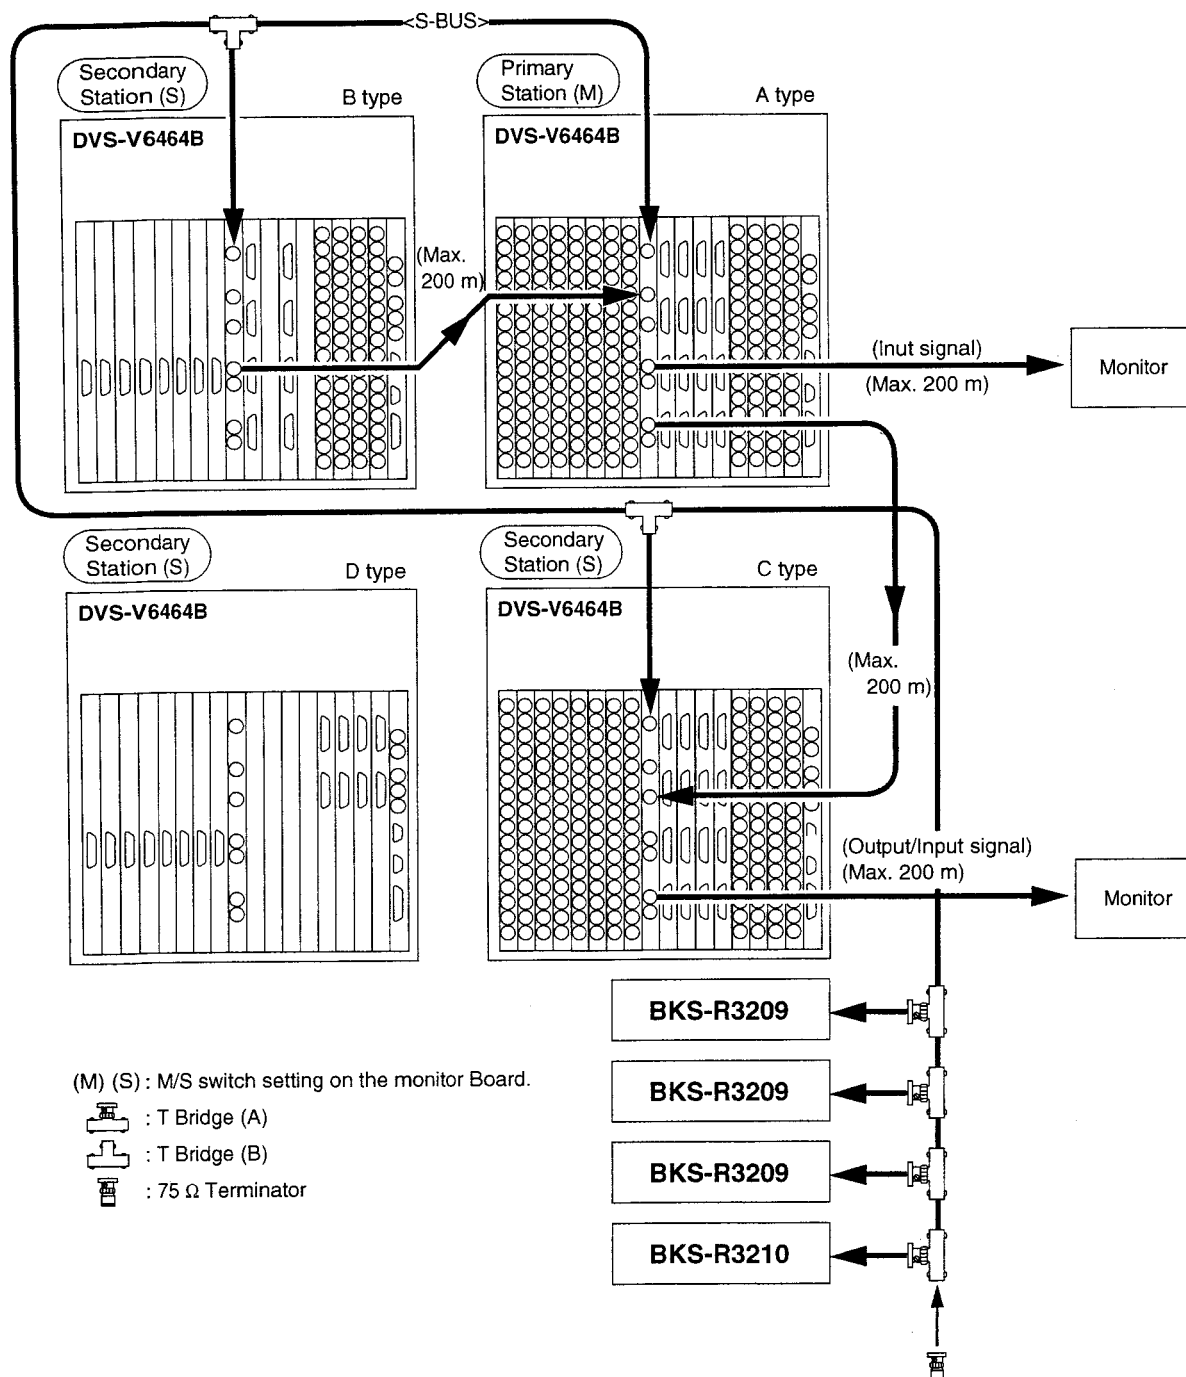 <S-BUS>
Secondary
Station (S)
B type
DVS-V6464B
Primary
Station (M)
A type
DVS-V6464B
(Max.
200 m)
(Inut signal)
(Max. 200 m)
Monitor
Secondary
Station (S)
D type
DVS-V6464B
Secondary
Station (S)
C type
DVS-V6464B
(Max.
200 m)
(Output/Input signal)
(Max. 200 m)
Monitor
BKS-R3209
BKS-R3209
BKS-R3209
BKS-R3210
(M) (S) : M/S switch setting on the monitor Board.
: T Bridge (A)
: T Bridge (B)
: 75 Ω Terminator